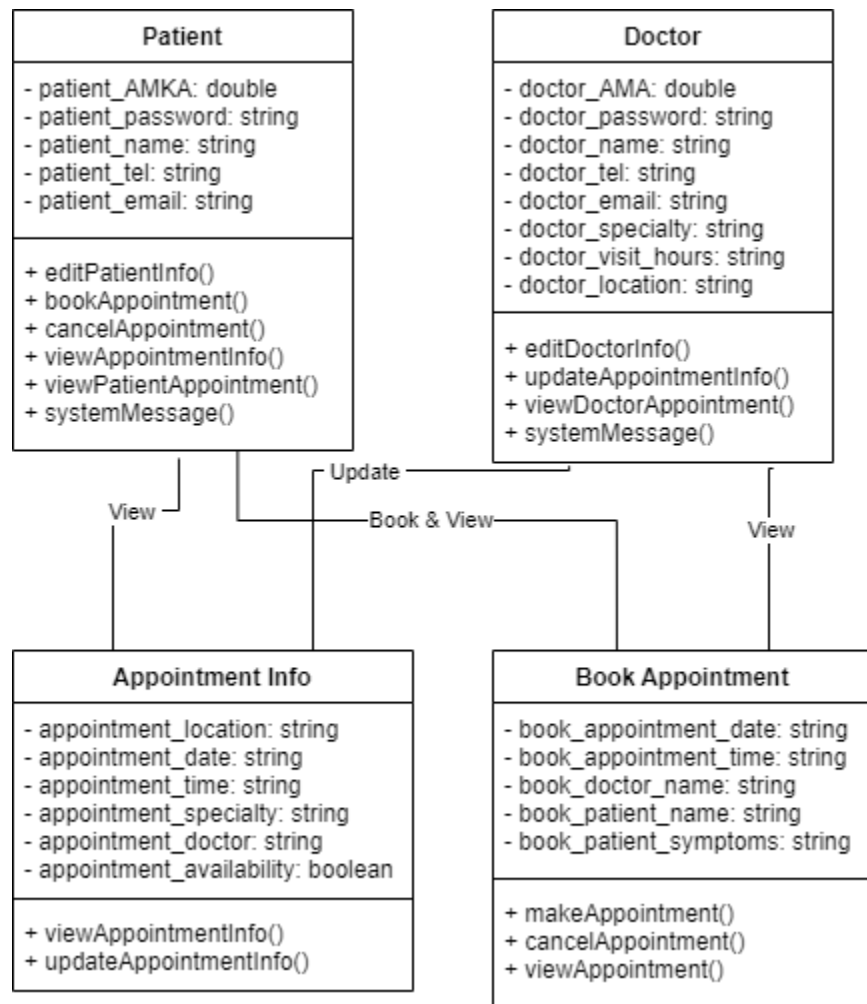 Patient
- patient_AMKA: double
- patient_password: string
- patient_name: string
- patient_tel: string
- patient_email: string
+ editPatientInfo()
+ bookAppointment()
+ cancelAppointment()
+ viewAppointmentInfo()
+ viewPatientAppointment()
+ systemMessage()
Doctor
- doctor_AMA: double
- doctor_password: string
- doctor_name: string
- doctor_tel: string
- doctor_email: string
- doctor_specialty: string
- doctor_visit_hours: string
- doctor_location: string
+ editDoctorInfo()
+ updateAppointmentInfo()
+ viewDoctorAppointment()
+ systemMessage()
Update
View
Book & View
View
Appointment Info
- appointment_location: string
- appointment_date: string
- appointment_time: string
- appointment_specialty: string
- appointment_doctor: string
- appointment_availability: boolean
+ viewAppointmentInfo()
+ updateAppointmentInfo()
Book Appointment
- book_appointment_date: string
- book_appointment_time: string
- book_doctor_name: string
- book_patient_name: string
- book_patient_symptoms: string
+ makeAppointment()
+ cancelAppointment()
+ viewAppointment()